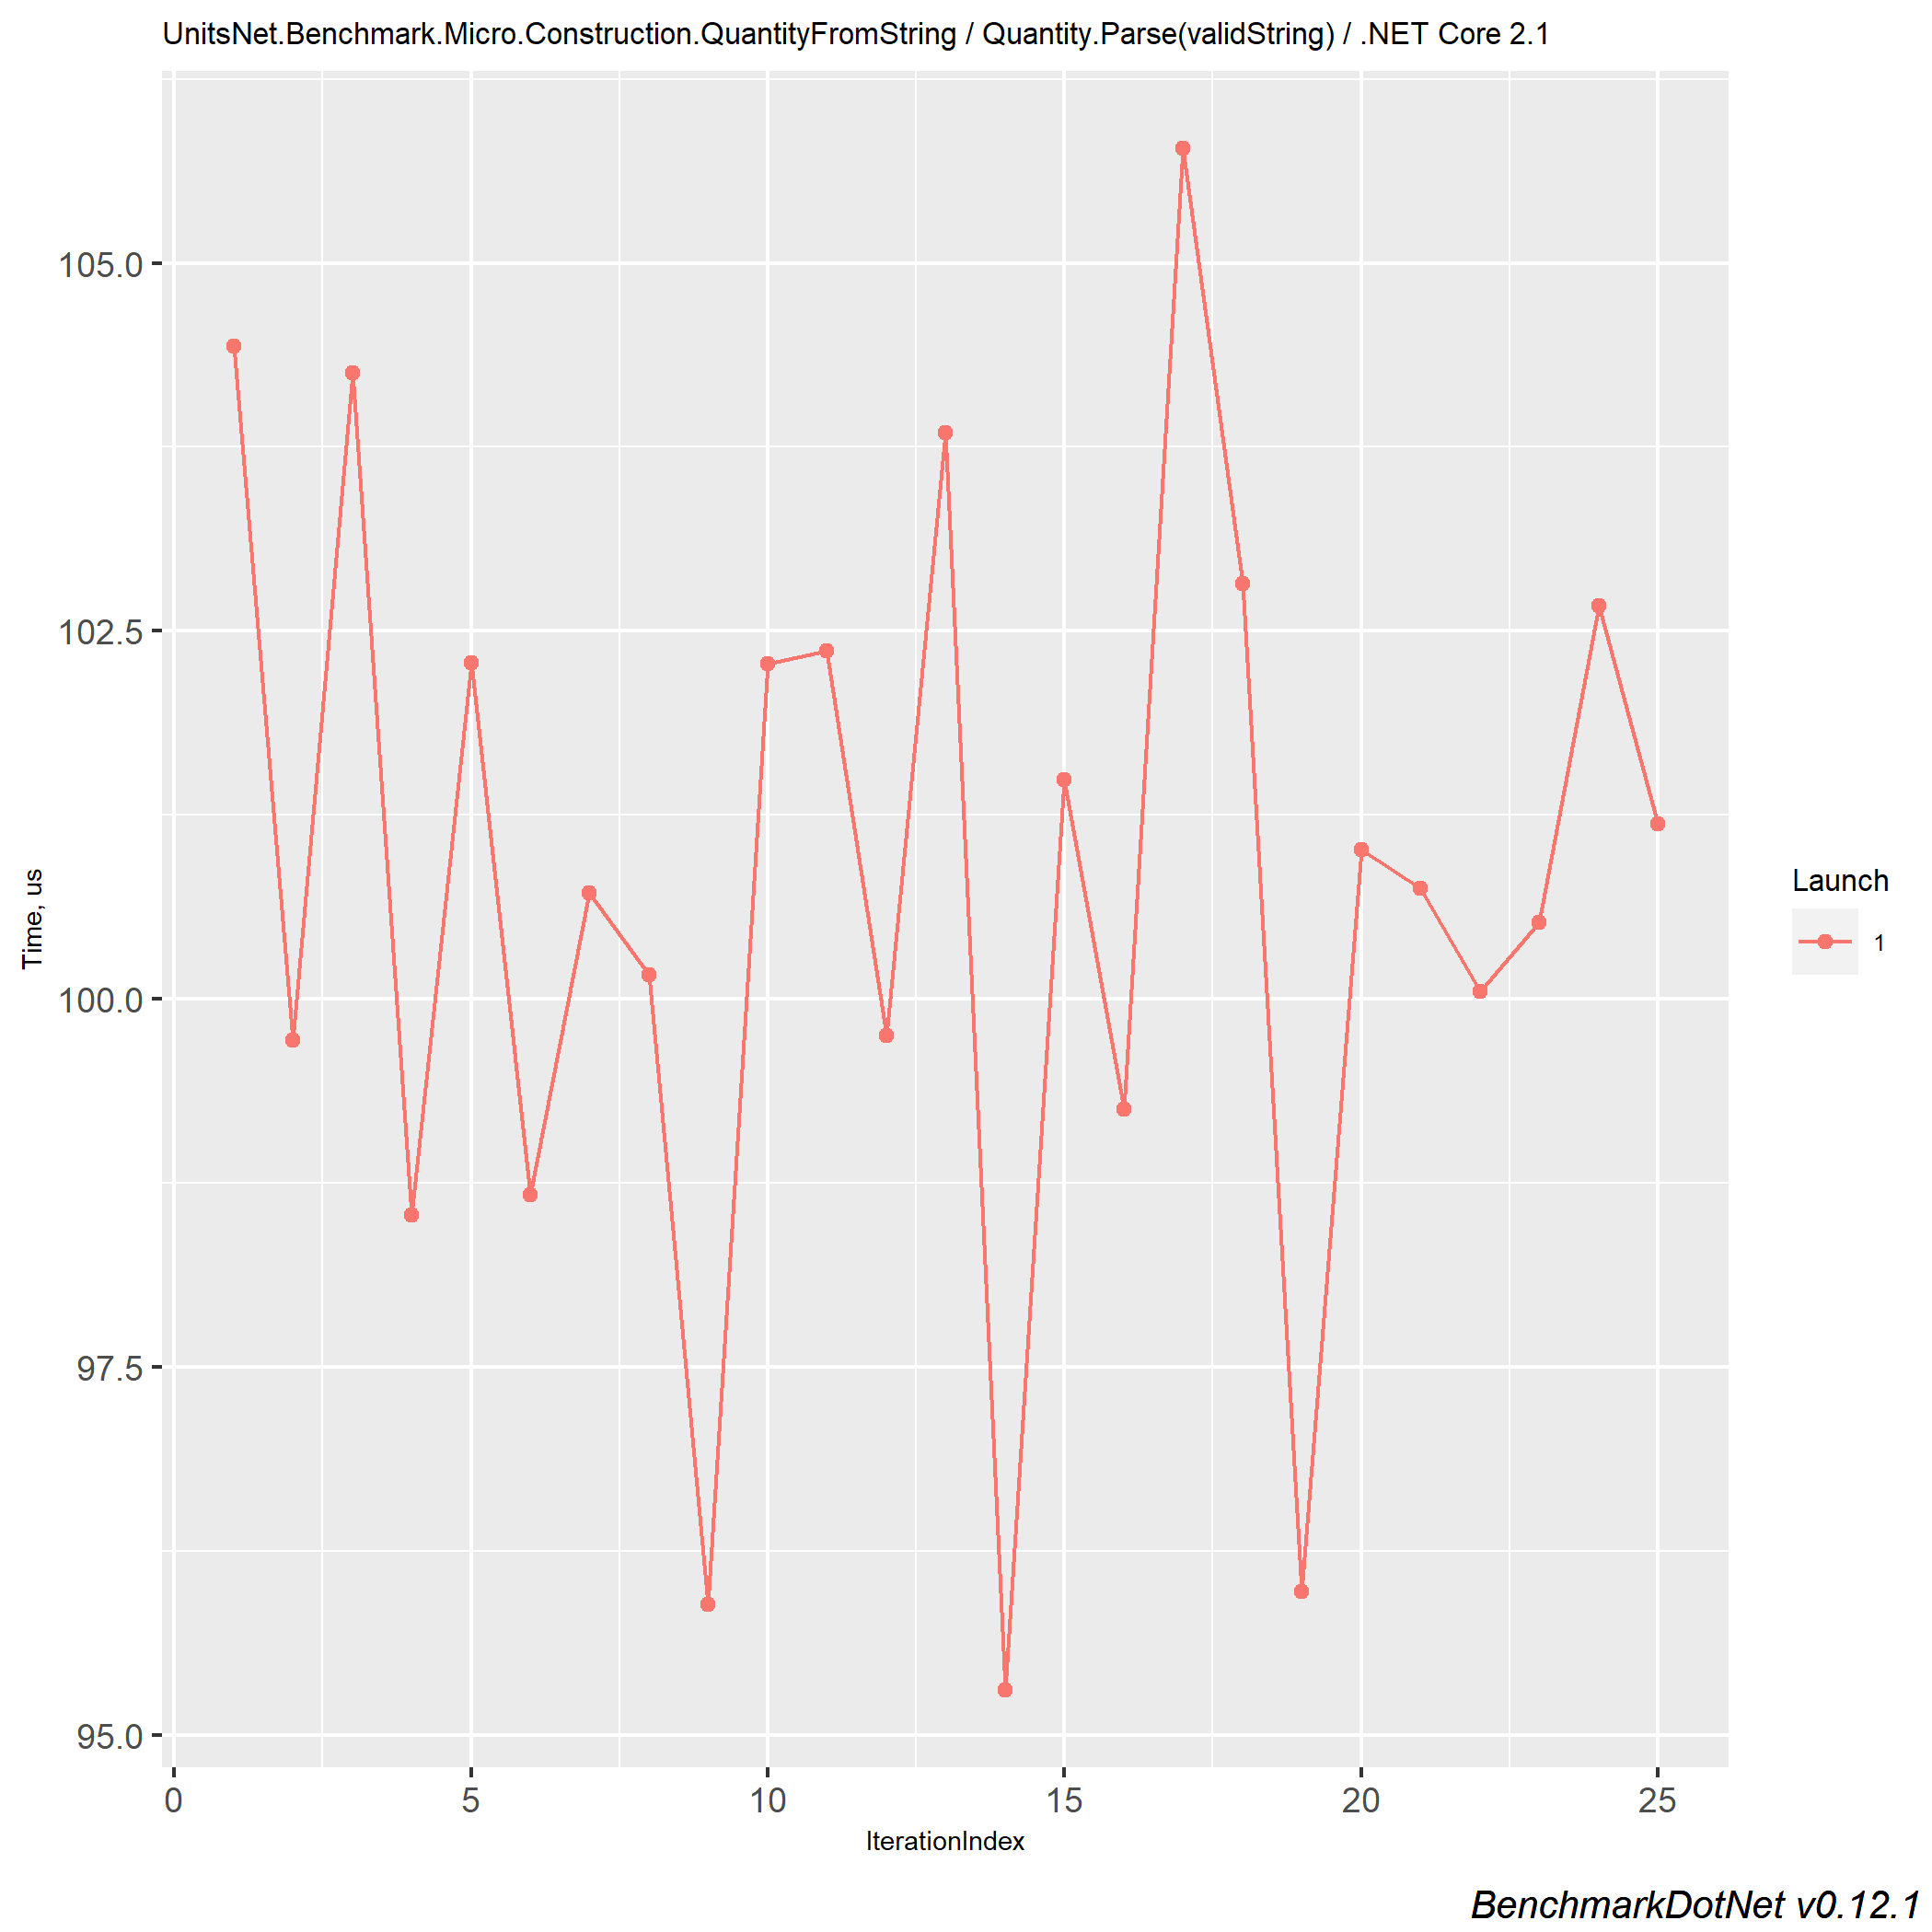 UnitsNet.Benchmark.Micro.Construction.QuantityFromString / Quantity.Parse(validString) / .NET Core 2.1
105.0
102.5
100.0
97.5
95.0
Time, us
0 5 10 15 20 25
IterationIndex
Launch
1
BenchmarkDotNet v0.12.1